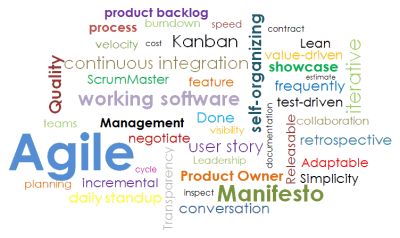 product backlog
burndown
speed
contract
process
velocity
cost
Kanban
Lean
continuous integration
value-driven
showcase
Quality
ScrumMaster
feature
self-organizing
estimate
frequently
iterative
working software
test-driven
teams
Management
Done
visibility
documentation
collaboration
negotiate
user story
Releasable
retrospective
Agile
cycle
Transparency
Leadership
Adaptable
planning
incremental
Product Owner
Simplicity
daily standup
inspect
Manifesto
conversation